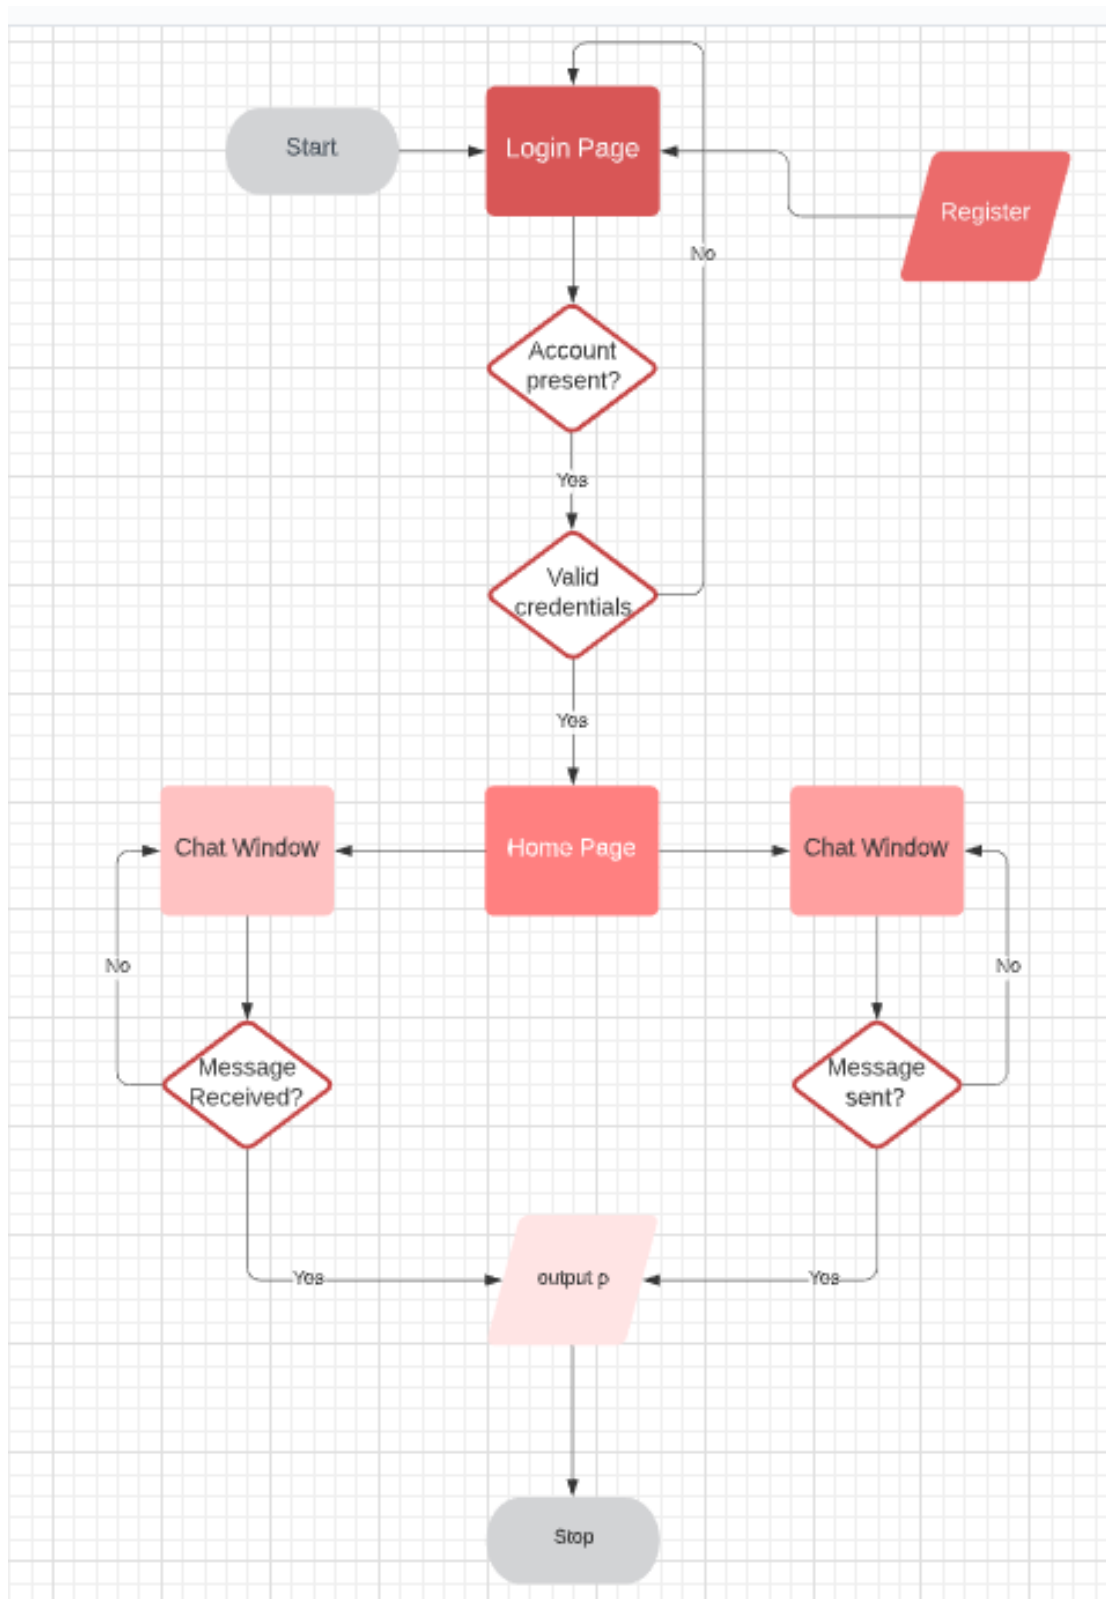 Start
Login Page
Register
No
Account
present?
Yes
Valid
credentials
Yes
Chat Window
Home Page
Chat Window
No
No
Message
Received?
Message
sent?
output p
Yes
Yes
Stop